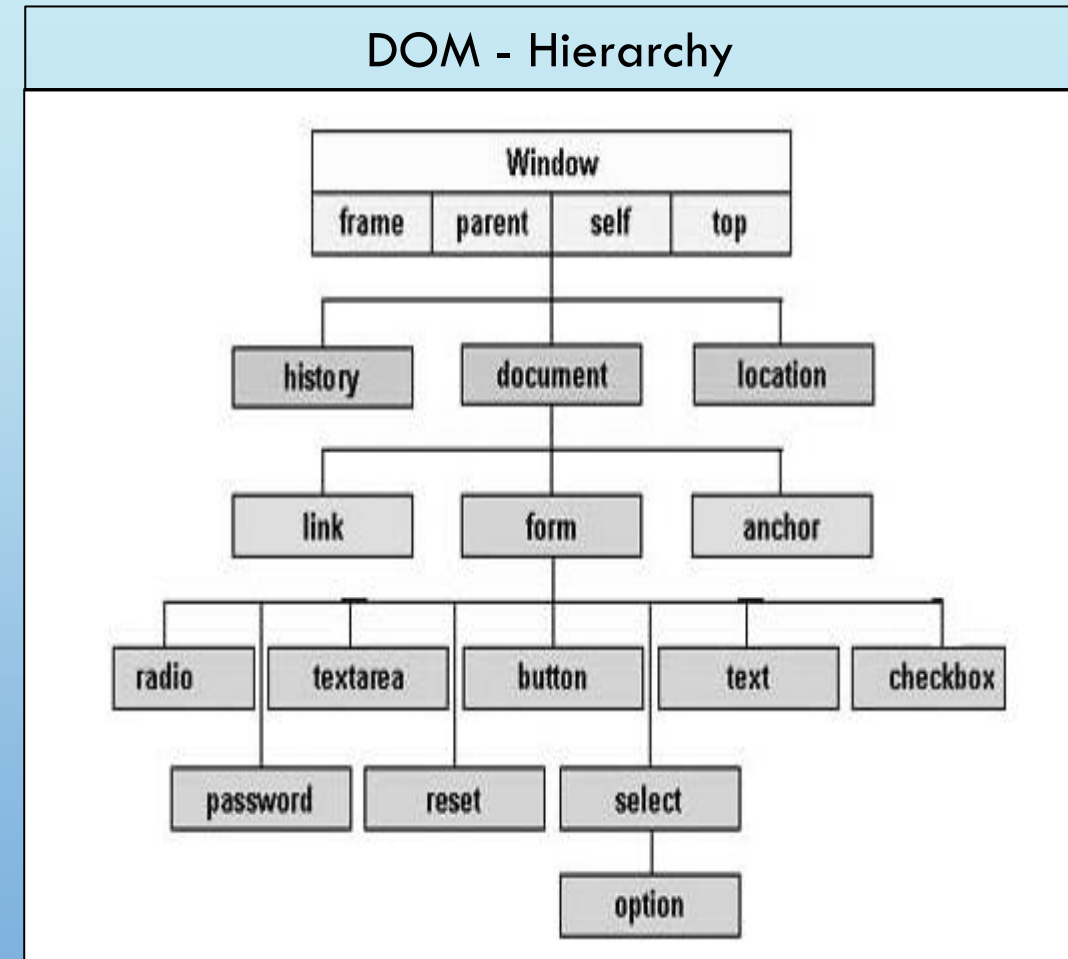 DOM - Hierarchy
Window
frame parent self top
history document location
link form anchor
radio textarea button text checkbox
password reset select
option